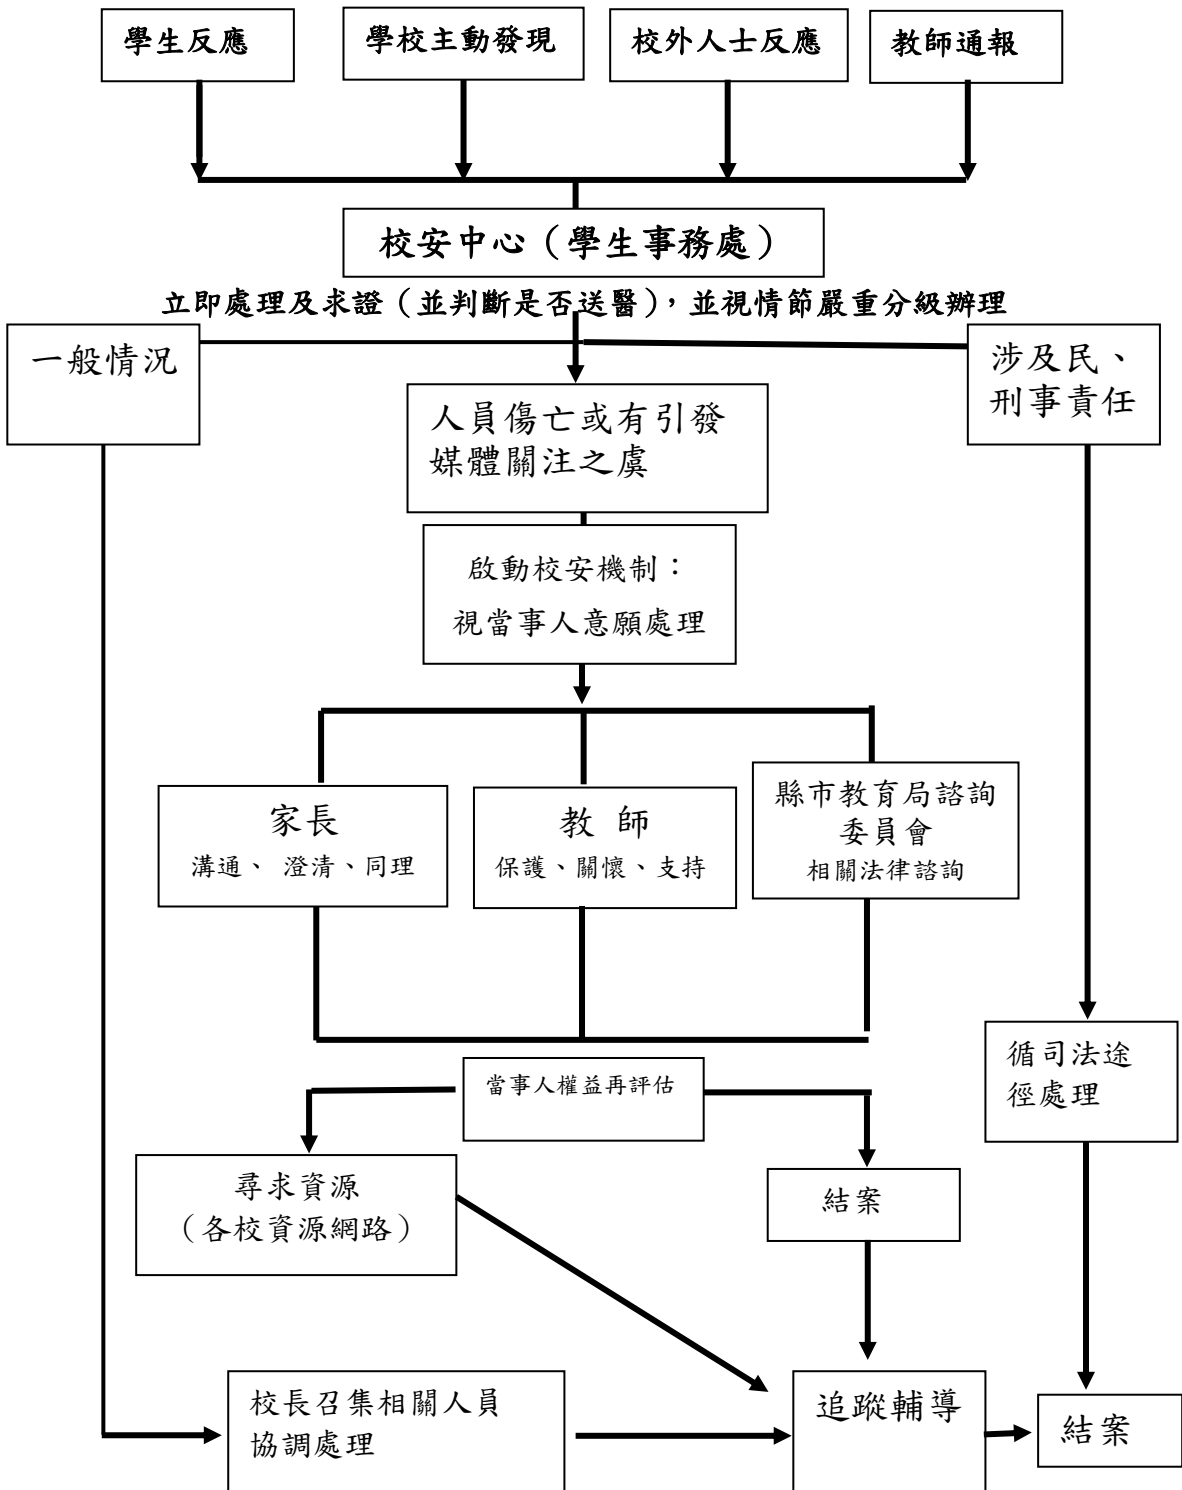 學生反應
學校主動發現
校外人士反應
教師通報
校安中心（學生事務處）
立即處理及求證（並判斷是否送醫），並視情節嚴重分級辦理
一般情況
人員傷亡或有引發
媒體關注之虞
涉及民、
刑事責任
啟動校安機制：
視當事人意願處理
家長
溝通、 澄清、同理
教 師
保護、關懷、支持
縣市教育局諮詢
委員會
相關法律諮詢
循司法途
徑處理
當事人權益再評估
尋求資源
（各校資源網路）
結案
校長召集相關人員
協調處理
追蹤輔導
結案